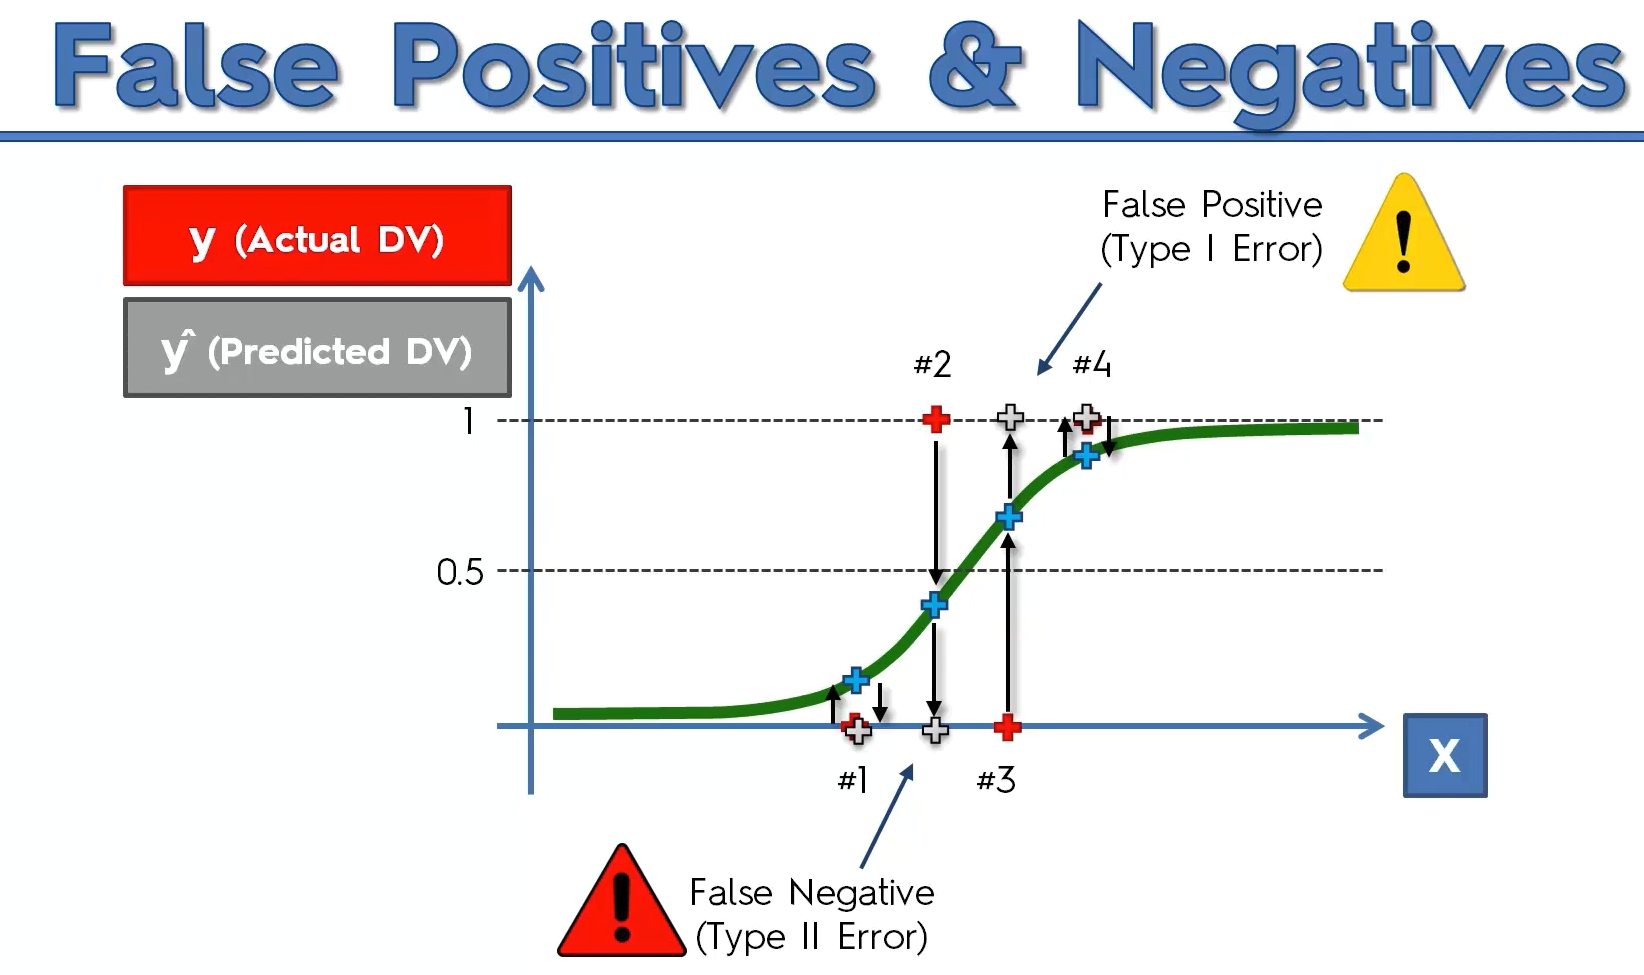 False Positives & Negatives
y (Actual DV)
ŷ (Predicted DV)
False Positive
(Type I Error)
!
#2
#4
1
0.5
#1
#3
X
!
False Negative
(Type II Error)